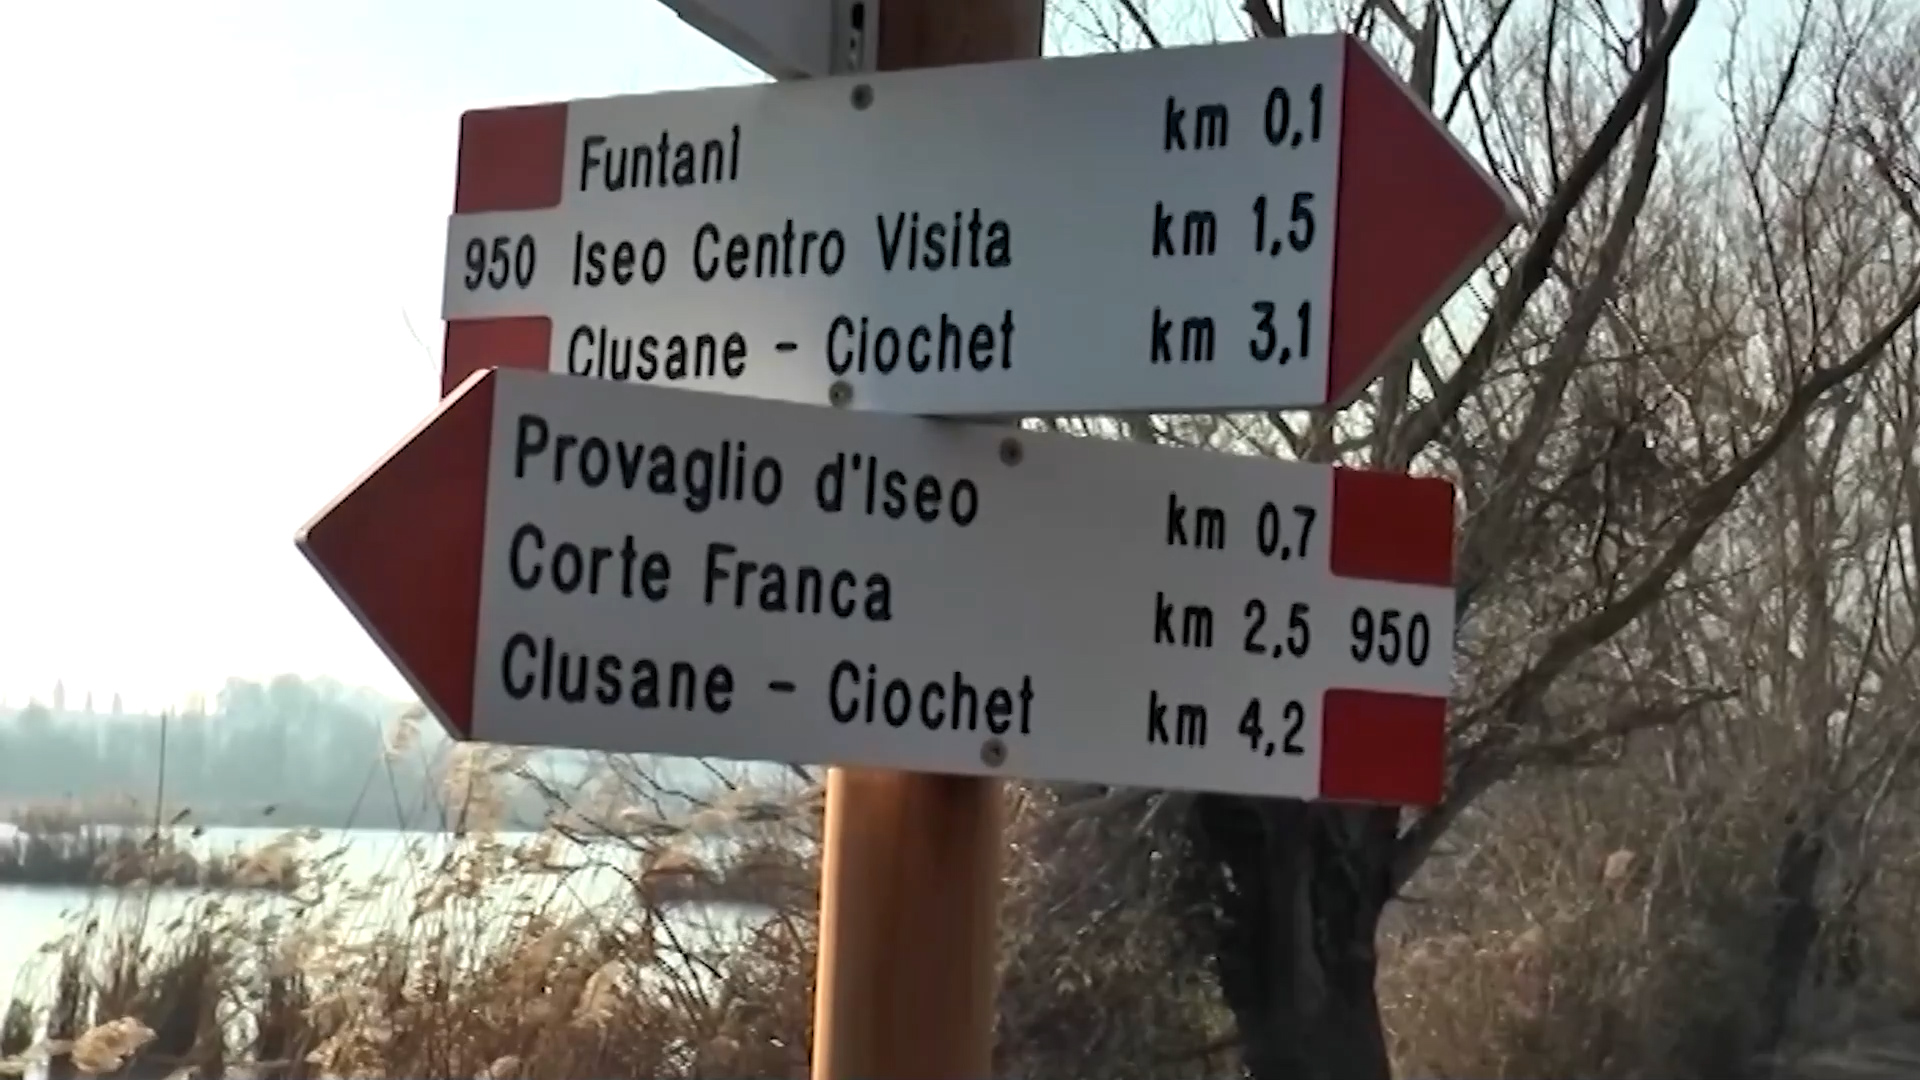 Funtanì km 0,1
950 Iseo Centro Visita km 1,5
Clusane - Ciochet km 3,1
Provaglio d'Iseo km 0,7
Corte Franca km 2,5 950
Clusane - Ciochet km 4,2